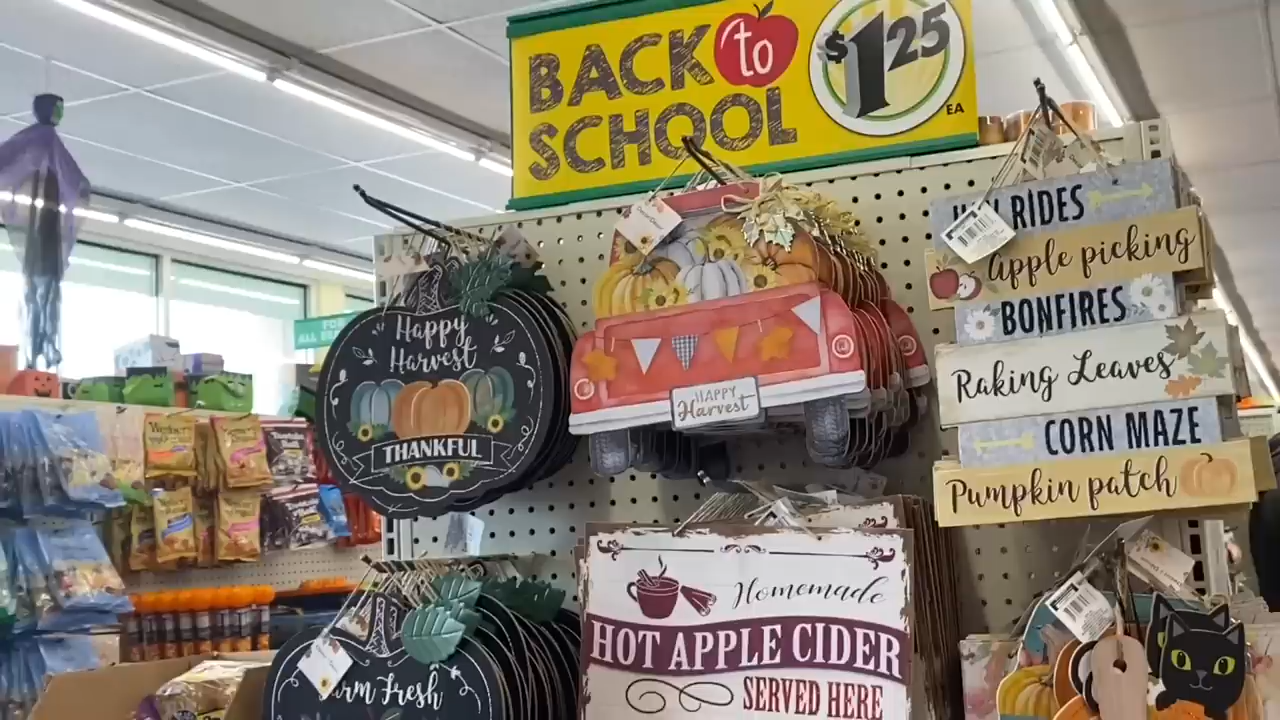 BACK to
SCHOOL
$1.25
EA
Happy
Harvest
THANKFUL
HAPPY
Harvest
RIDES
Apple picking
BONFIRES
Raking Leaves
CORN MAZE
Pumpkin patch
FOR
Homemade
HOT APPLE CIDER
SERVED HERE
Fresh